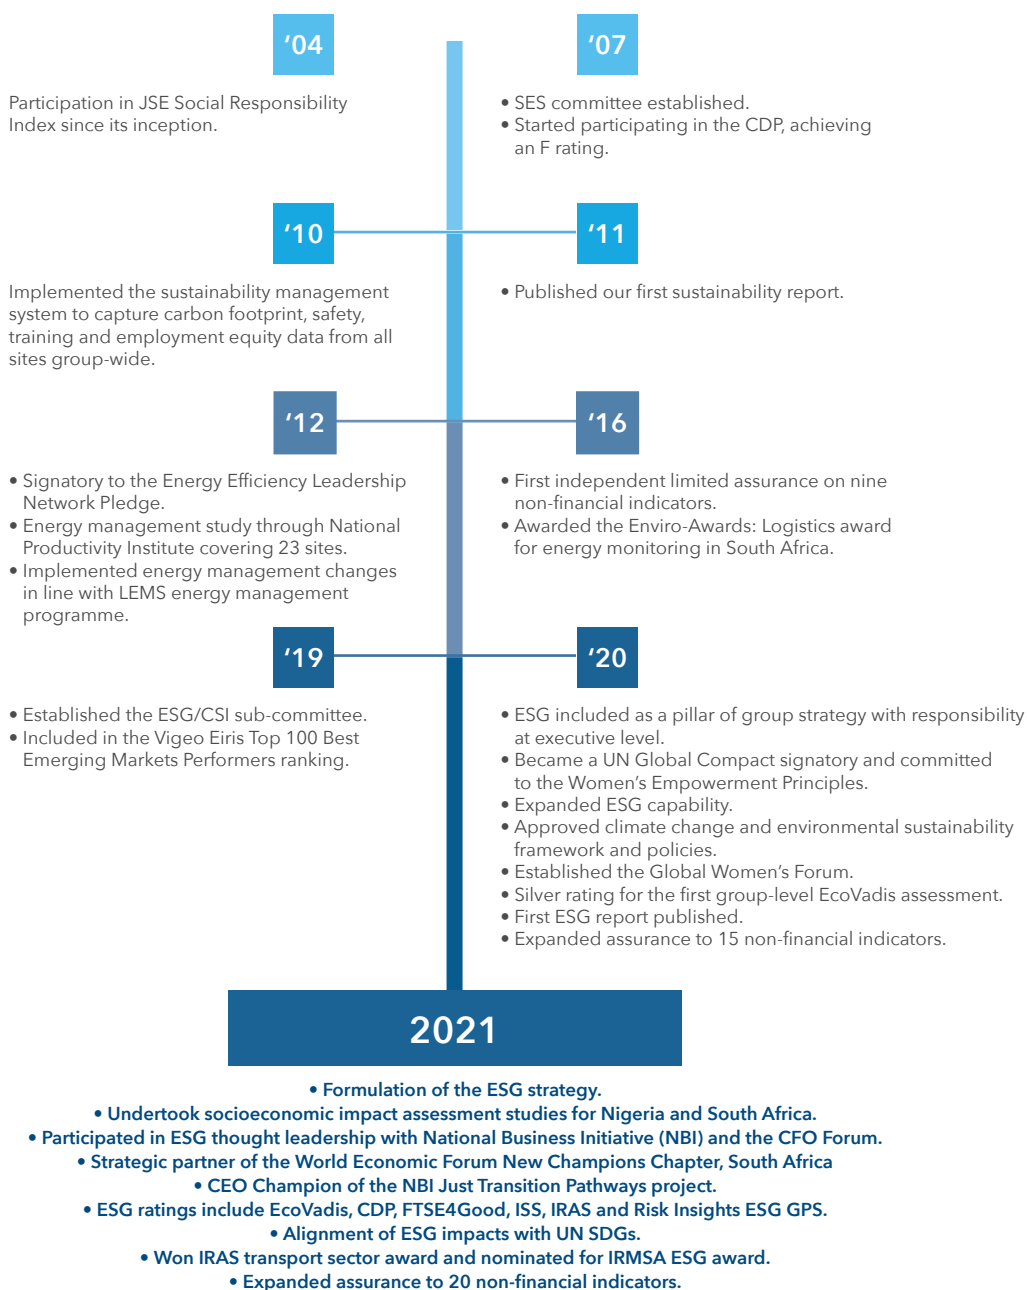 ‘04
Participation in JSE Social Responsibility
Index since its inception.
‘07
• SES committee established.
• Started participating in the CDP, achieving
an F rating.
‘10
Implemented the sustainability management
system to capture carbon footprint, safety,
training and employment equity data from all
sites group-wide.
‘11
• Published our first sustainability report.
‘12
• Signatory to the Energy Efficiency Leadership
Network Pledge.
• Energy management study through National
Productivity Institute covering 23 sites.
• Implemented energy management changes
in line with LEMS energy management
programme.
‘16
• First independent limited assurance on nine
non-financial indicators.
• Awarded the Enviro-Awards: Logistics award
for energy monitoring in South Africa.
‘19
• Established the ESG/CSI sub-committee.
• Included in the Vigeo Eiris Top 100 Best
Emerging Markets Performers ranking.
‘20
• ESG included as a pillar of group strategy with responsibility
at executive level.
• Became a UN Global Compact signatory and committed
to the Women’s Empowerment Principles.
• Expanded ESG capability.
• Approved climate change and environmental sustainability
framework and policies.
• Established the Global Women’s Forum.
• Silver rating for the first group-level EcoVadis assessment.
• First ESG report published.
• Expanded assurance to 15 non-financial indicators.
2021
• Formulation of the ESG strategy.
• Undertook socioeconomic impact assessment studies for Nigeria and South Africa.
• Participated in ESG thought leadership with National Business Initiative (NBI) and the CFO Forum.
• Strategic partner of the World Economic Forum New Champions Chapter, South Africa
• CEO Champion of the NBI Just Transition Pathways project.
• ESG ratings include EcoVadis, CDP, FTSE4Good, ISS, IRAS and Risk Insights ESG GPS.
• Alignment of ESG impacts with UN SDGs.
• Won IRAS transport sector award and nominated for IRMSA ESG award.
• Expanded assurance to 20 non-financial indicators.